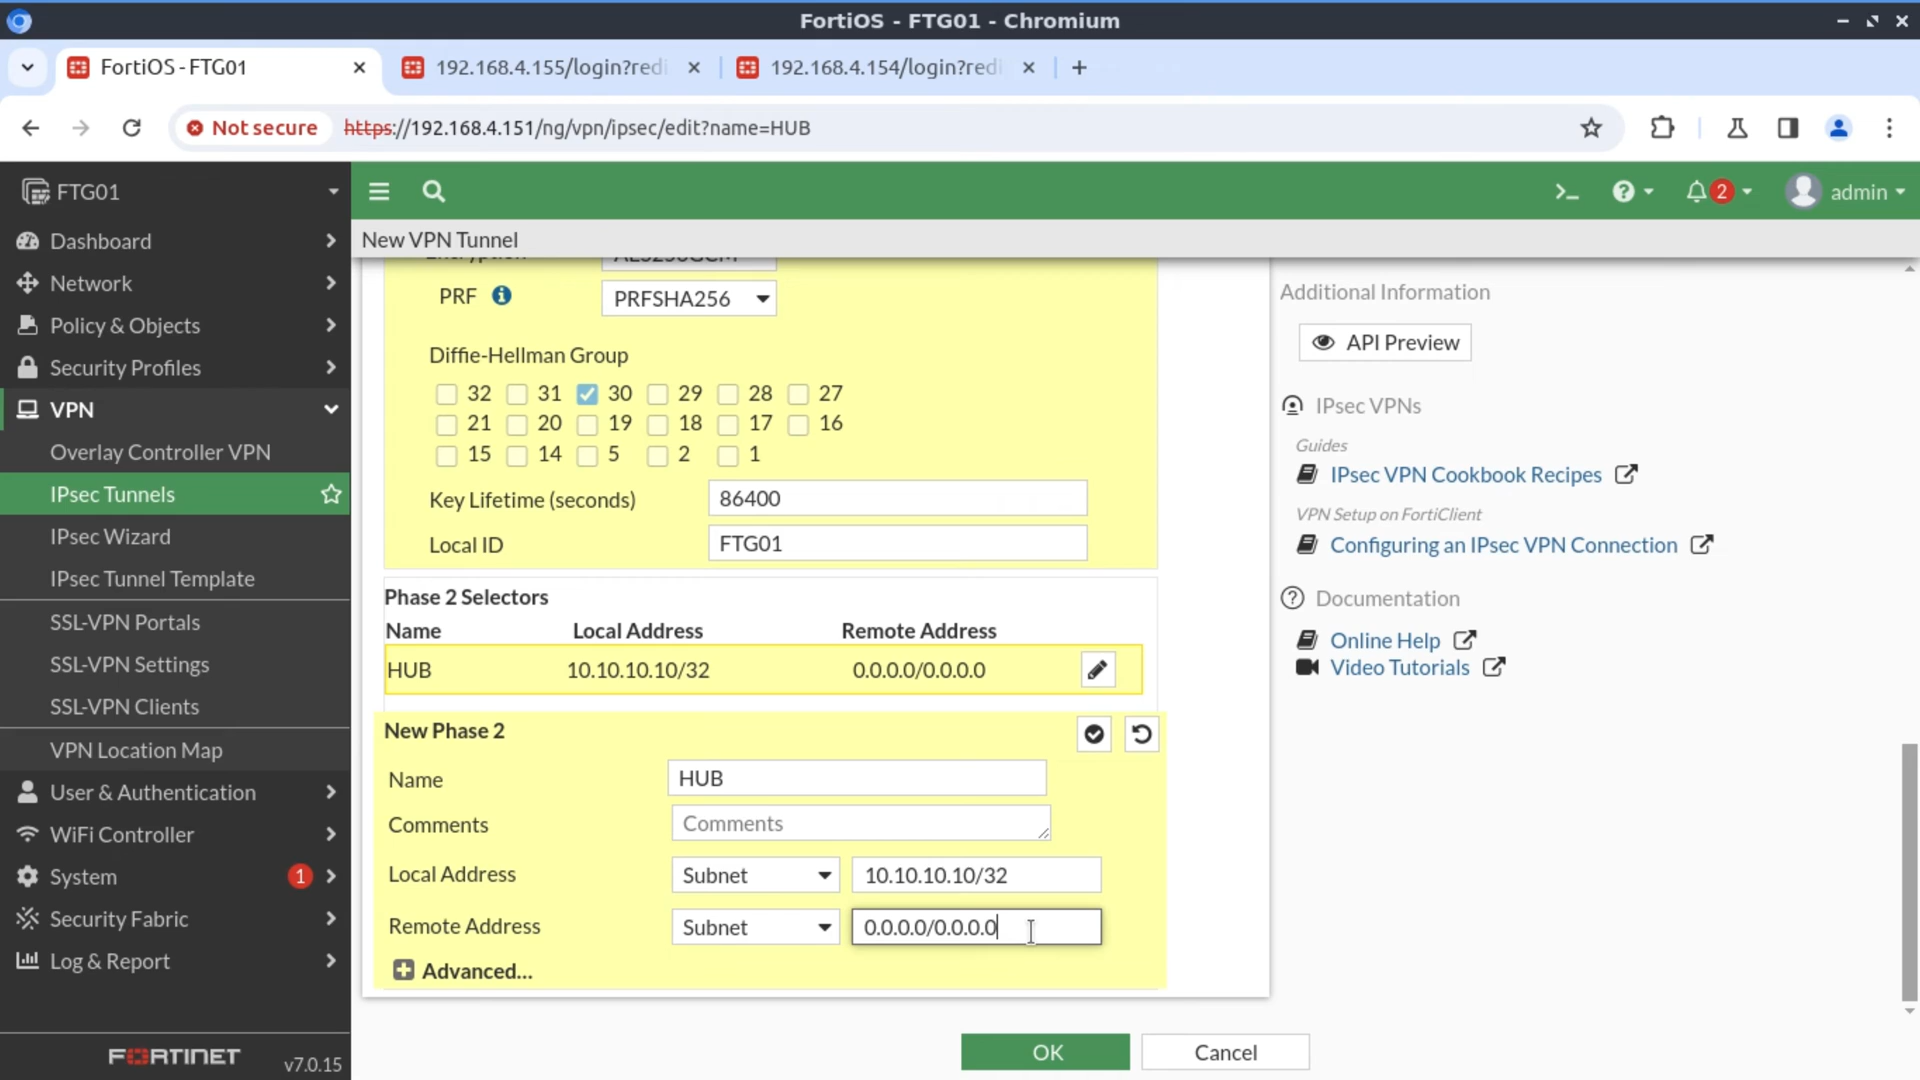 FortiOS - FTG01 - Chromium
FortiOS - FTG01
192.168.4.155/login?redi
192.168.4.154/login?redi
Not secure
https://192.168.4.151/ng/vpn/ipsec/edit?name=HUB
FTG01
2
admin
Dashboard
Network
Policy & Objects
Security Profiles
VPN
Overlay Controller VPN
IPsec Tunnels
IPsec Wizard
IPsec Tunnel Template
SSL-VPN Portals
SSL-VPN Settings
SSL-VPN Clients
VPN Location Map
User & Authentication
WiFi Controller
System 1
Security Fabric
Log & Report
FORTINET v7.0.15
New VPN Tunnel
Encryption AES256GCM
PRF PRFSHA256
Diffie-Hellman Group
32 31 30 29 28 27
21 20 19 18 17 16
15 14 5 2 1
Key Lifetime (seconds) 86400
Local ID FTG01
Phase 2 Selectors
Name Local Address Remote Address
HUB 10.10.10.10/32 0.0.0.0/0.0.0.0
New Phase 2
Name HUB
Comments Comments
Local Address Subnet 10.10.10.10/32
Remote Address Subnet 0.0.0.0/0.0.0.0
Advanced...
OK Cancel
Additional Information
API Preview
IPsec VPNs
Guides
IPsec VPN Cookbook Recipes
VPN Setup on FortiClient
Configuring an IPsec VPN Connection
Documentation
Online Help
Video Tutorials